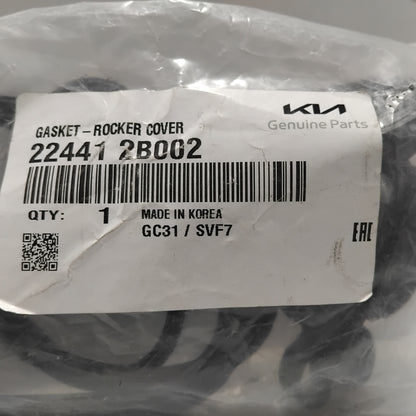 KIA
Genuine Parts
GASKET-ROCKER COVER
22441 2B002
QTY: 1 MADE IN KOREA
GC31 / SVF7
EAC